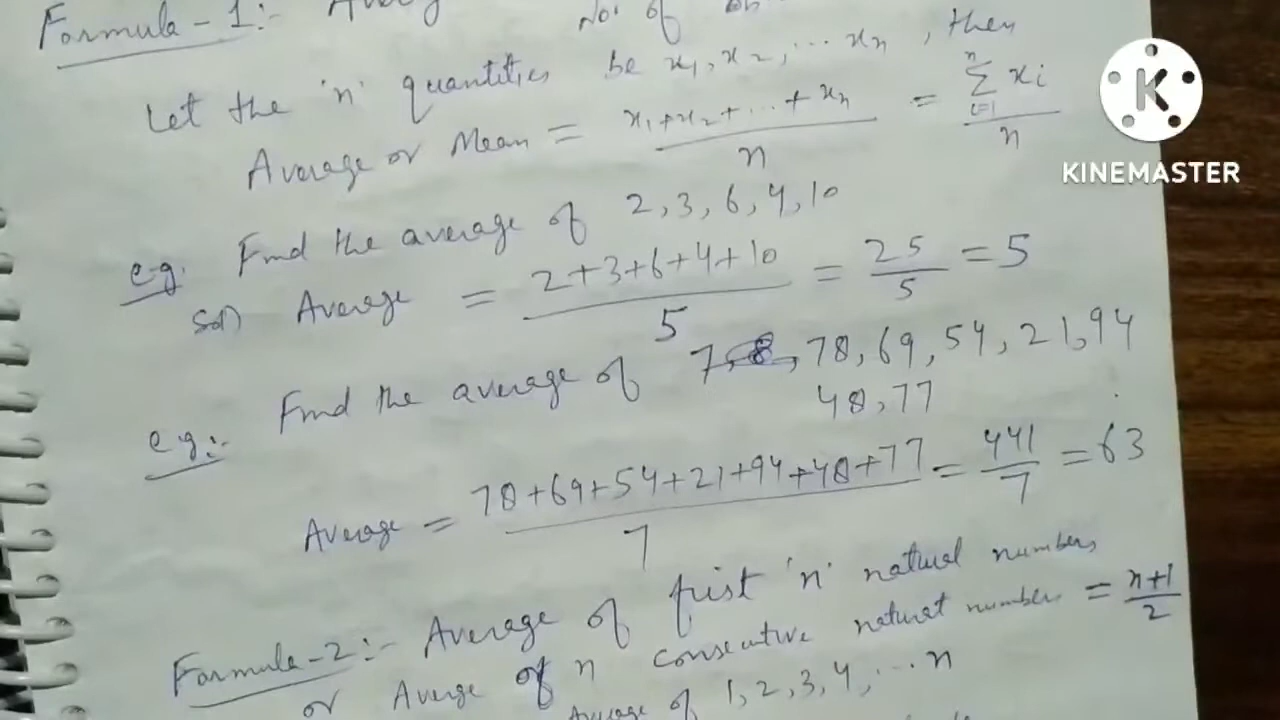 Formula-1:- Average No. of
Let the 'n' quantities be x₁, x₂, ... xₙ, then
Average or Mean = (x₁+x₂+...+xₙ)/n = (∑ᵢ₌₁ⁿ xᵢ)/n
e.g. Find the average of 2,3,6,4,10
Sol) Average = (2+3+6+4+10)/5 = 25/5 = 5
e.g:- Find the average of 78, 69, 54, 21, 94
48, 77
Average = (78+69+54+21+94+48+77)/7 = 441/7 = 63
Formula-2:- Average of first 'n' natural numbers
or Averge of n consecutive natural numbers = (n+1)/2
Average of 1, 2, 3, 4, ... n
K
KINEMASTER